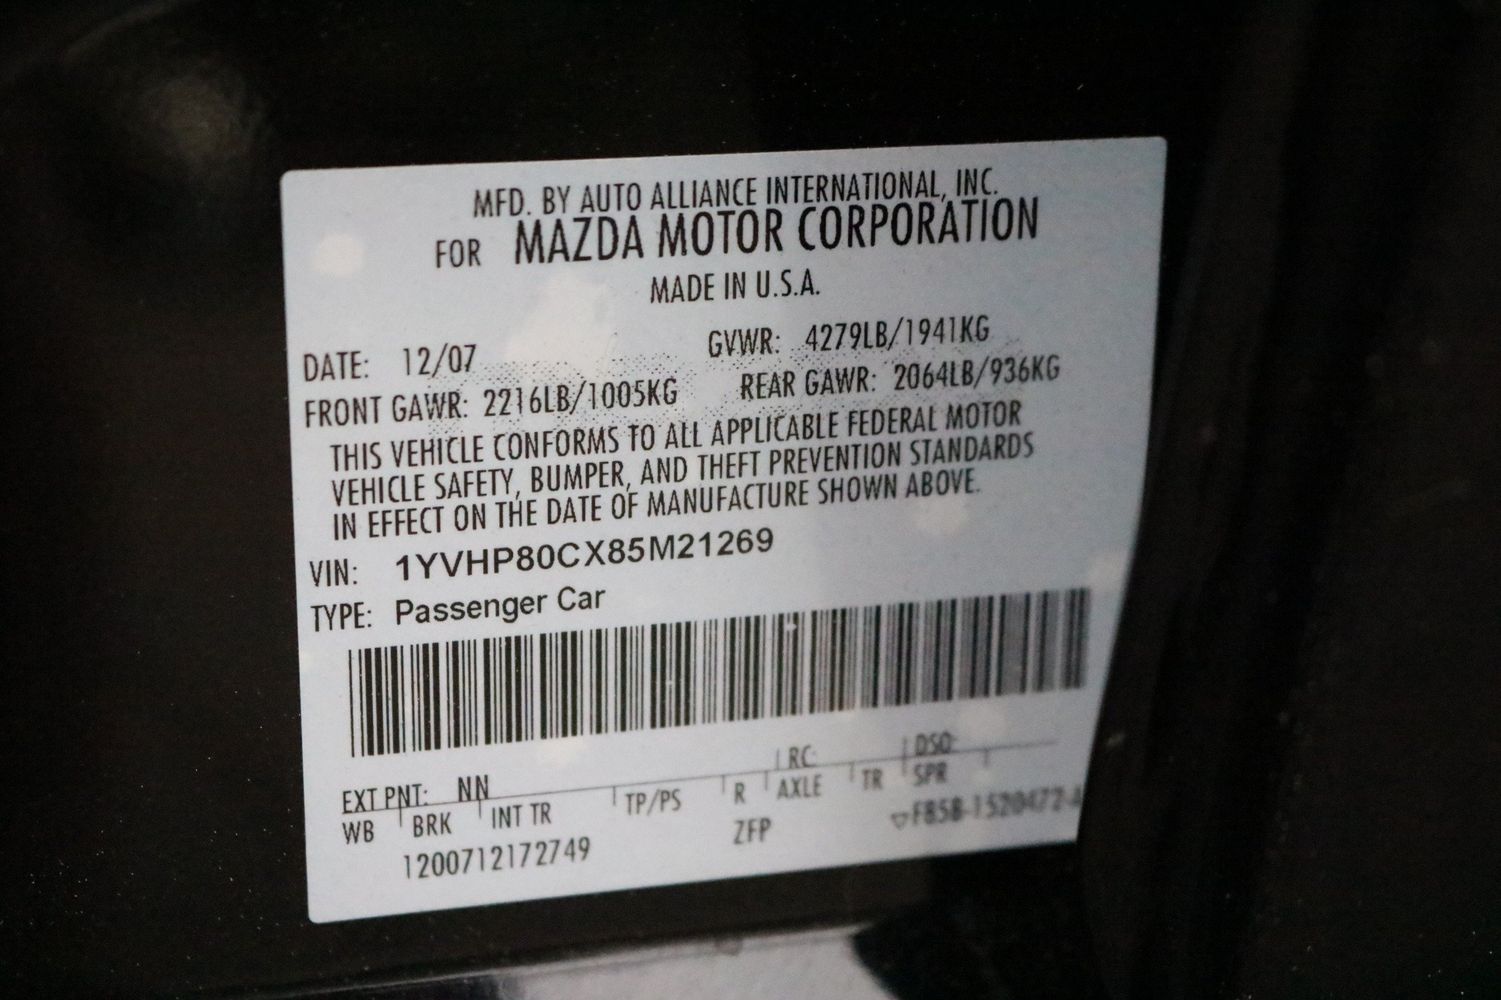 MFD. BY AUTO ALLIANCE INTERNATIONAL, INC.
FOR MAZDA MOTOR CORPORATION
MADE IN U.S.A.
DATE: 12/07 GVWR: 4279LB/1941KG
FRONT GAWR: 2216LB/1005KG REAR GAWR: 2064LB/936KG
THIS VEHICLE CONFORMS TO ALL APPLICABLE FEDERAL MOTOR
VEHICLE SAFETY, BUMPER, AND THEFT PREVENTION STANDARDS
IN EFFECT ON THE DATE OF MANUFACTURE SHOWN ABOVE.
VIN: 1YVHP80CX85M21269
TYPE: Passenger Car
EXT PNT: NN RC: DSO:
WB BRK INT TR TP/PS R AXLE TR SPR
1200712172749 ZFP